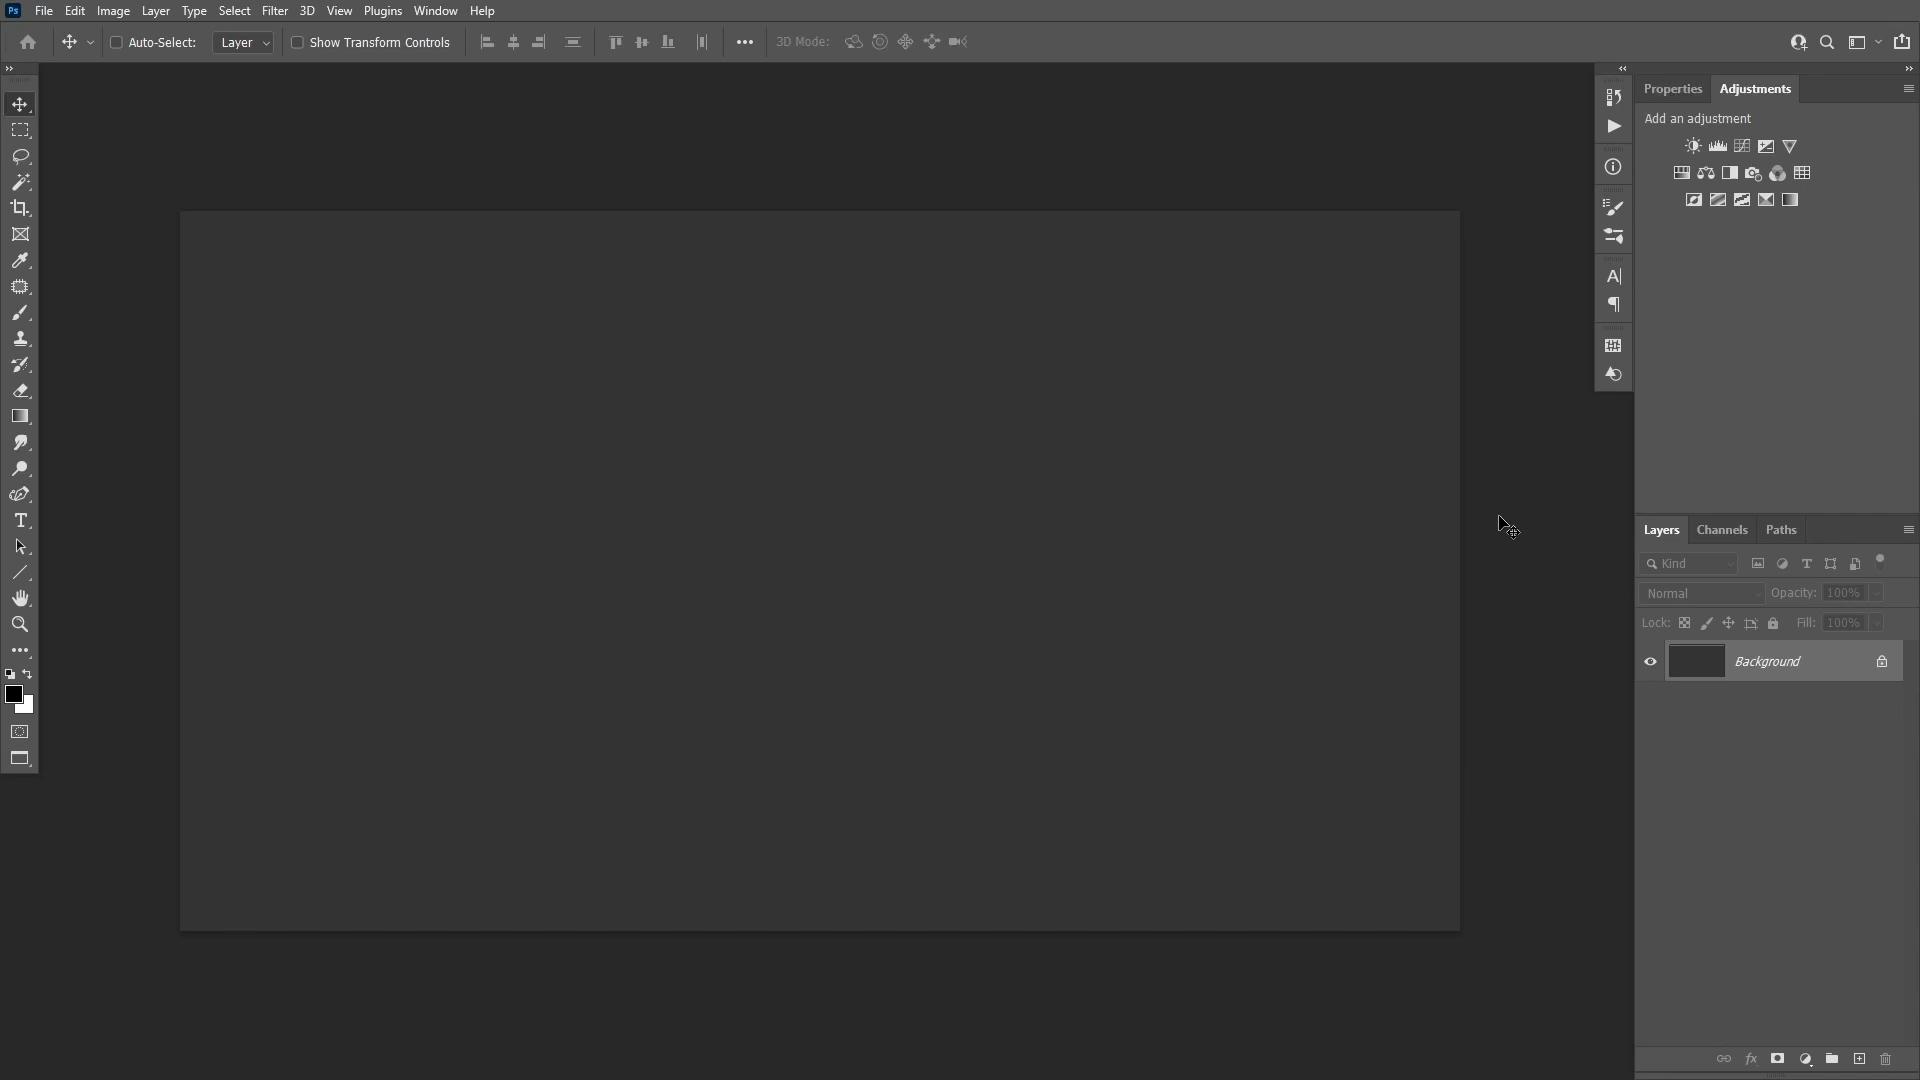 Ps File Edit Image Layer Type Select Filter 3D View Plugins Window Help
Auto-Select: Layer Show Transform Controls 3D Mode:
Properties Adjustments
Add an adjustment
Layers Channels Paths
Kind
Normal Opacity: 100%
Lock: Fill: 100%
Background